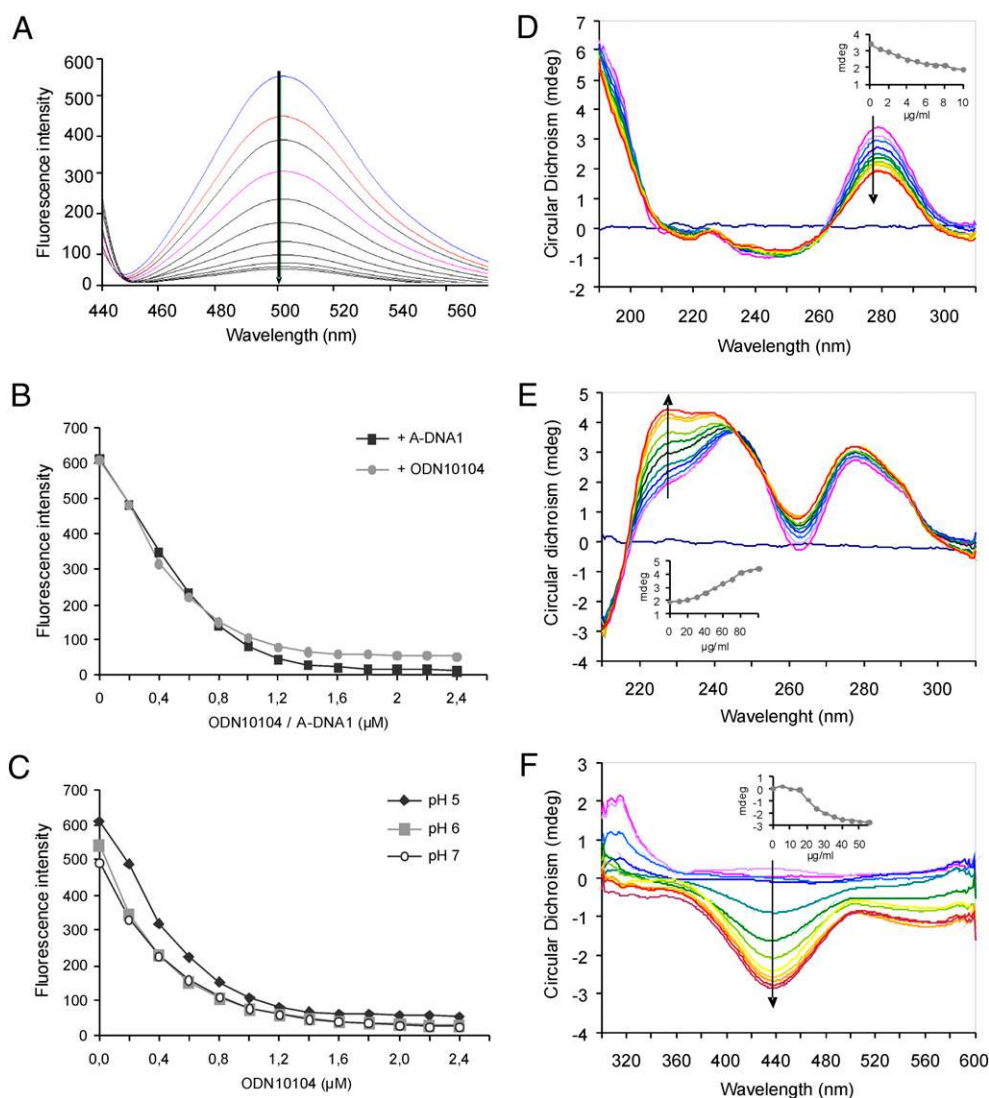 A
Fluorescence intensity
600
500
400
300
200
100
0
440 460 480 500 520 540 560
Wavelength (nm)
B
Fluorescence intensity
700
600
500
400
300
200
100
0
+ A-DNA1
+ ODN10104
0 0,4 0,8 1,2 1,6 2 2,4
ODN10104 / A-DNA1 (µM)
C
Fluorescence intensity
700
600
500
400
300
200
100
0
pH 5
pH 6
pH 7
0,0 0,4 0,8 1,2 1,6 2,0 2,4
ODN10104 (µM)
D
Circular Dichroism (mdeg)
7
6
5
4
3
2
1
0
-1
-2
mdeg
4
3
2
1
0 2 4 6 8 10
µg/ml
200 220 240 260 280 300
Wavelength (nm)
E
Circular dichroism (mdeg)
5
4
3
2
1
0
-1
-2
-3
-4
mdeg
5
4
3
2
1
0 20 40 60 80
µg/ml
220 240 260 280 300
Wavelenght (nm)
F
Circular Dichroism (mdeg)
3
2
1
0
-1
-2
-3
-4
mdeg
1
0
-1
-2
-3
0 10 20 30 40 50
µg/ml
320 360 400 440 480 520 560 600
Wavelength (nm)